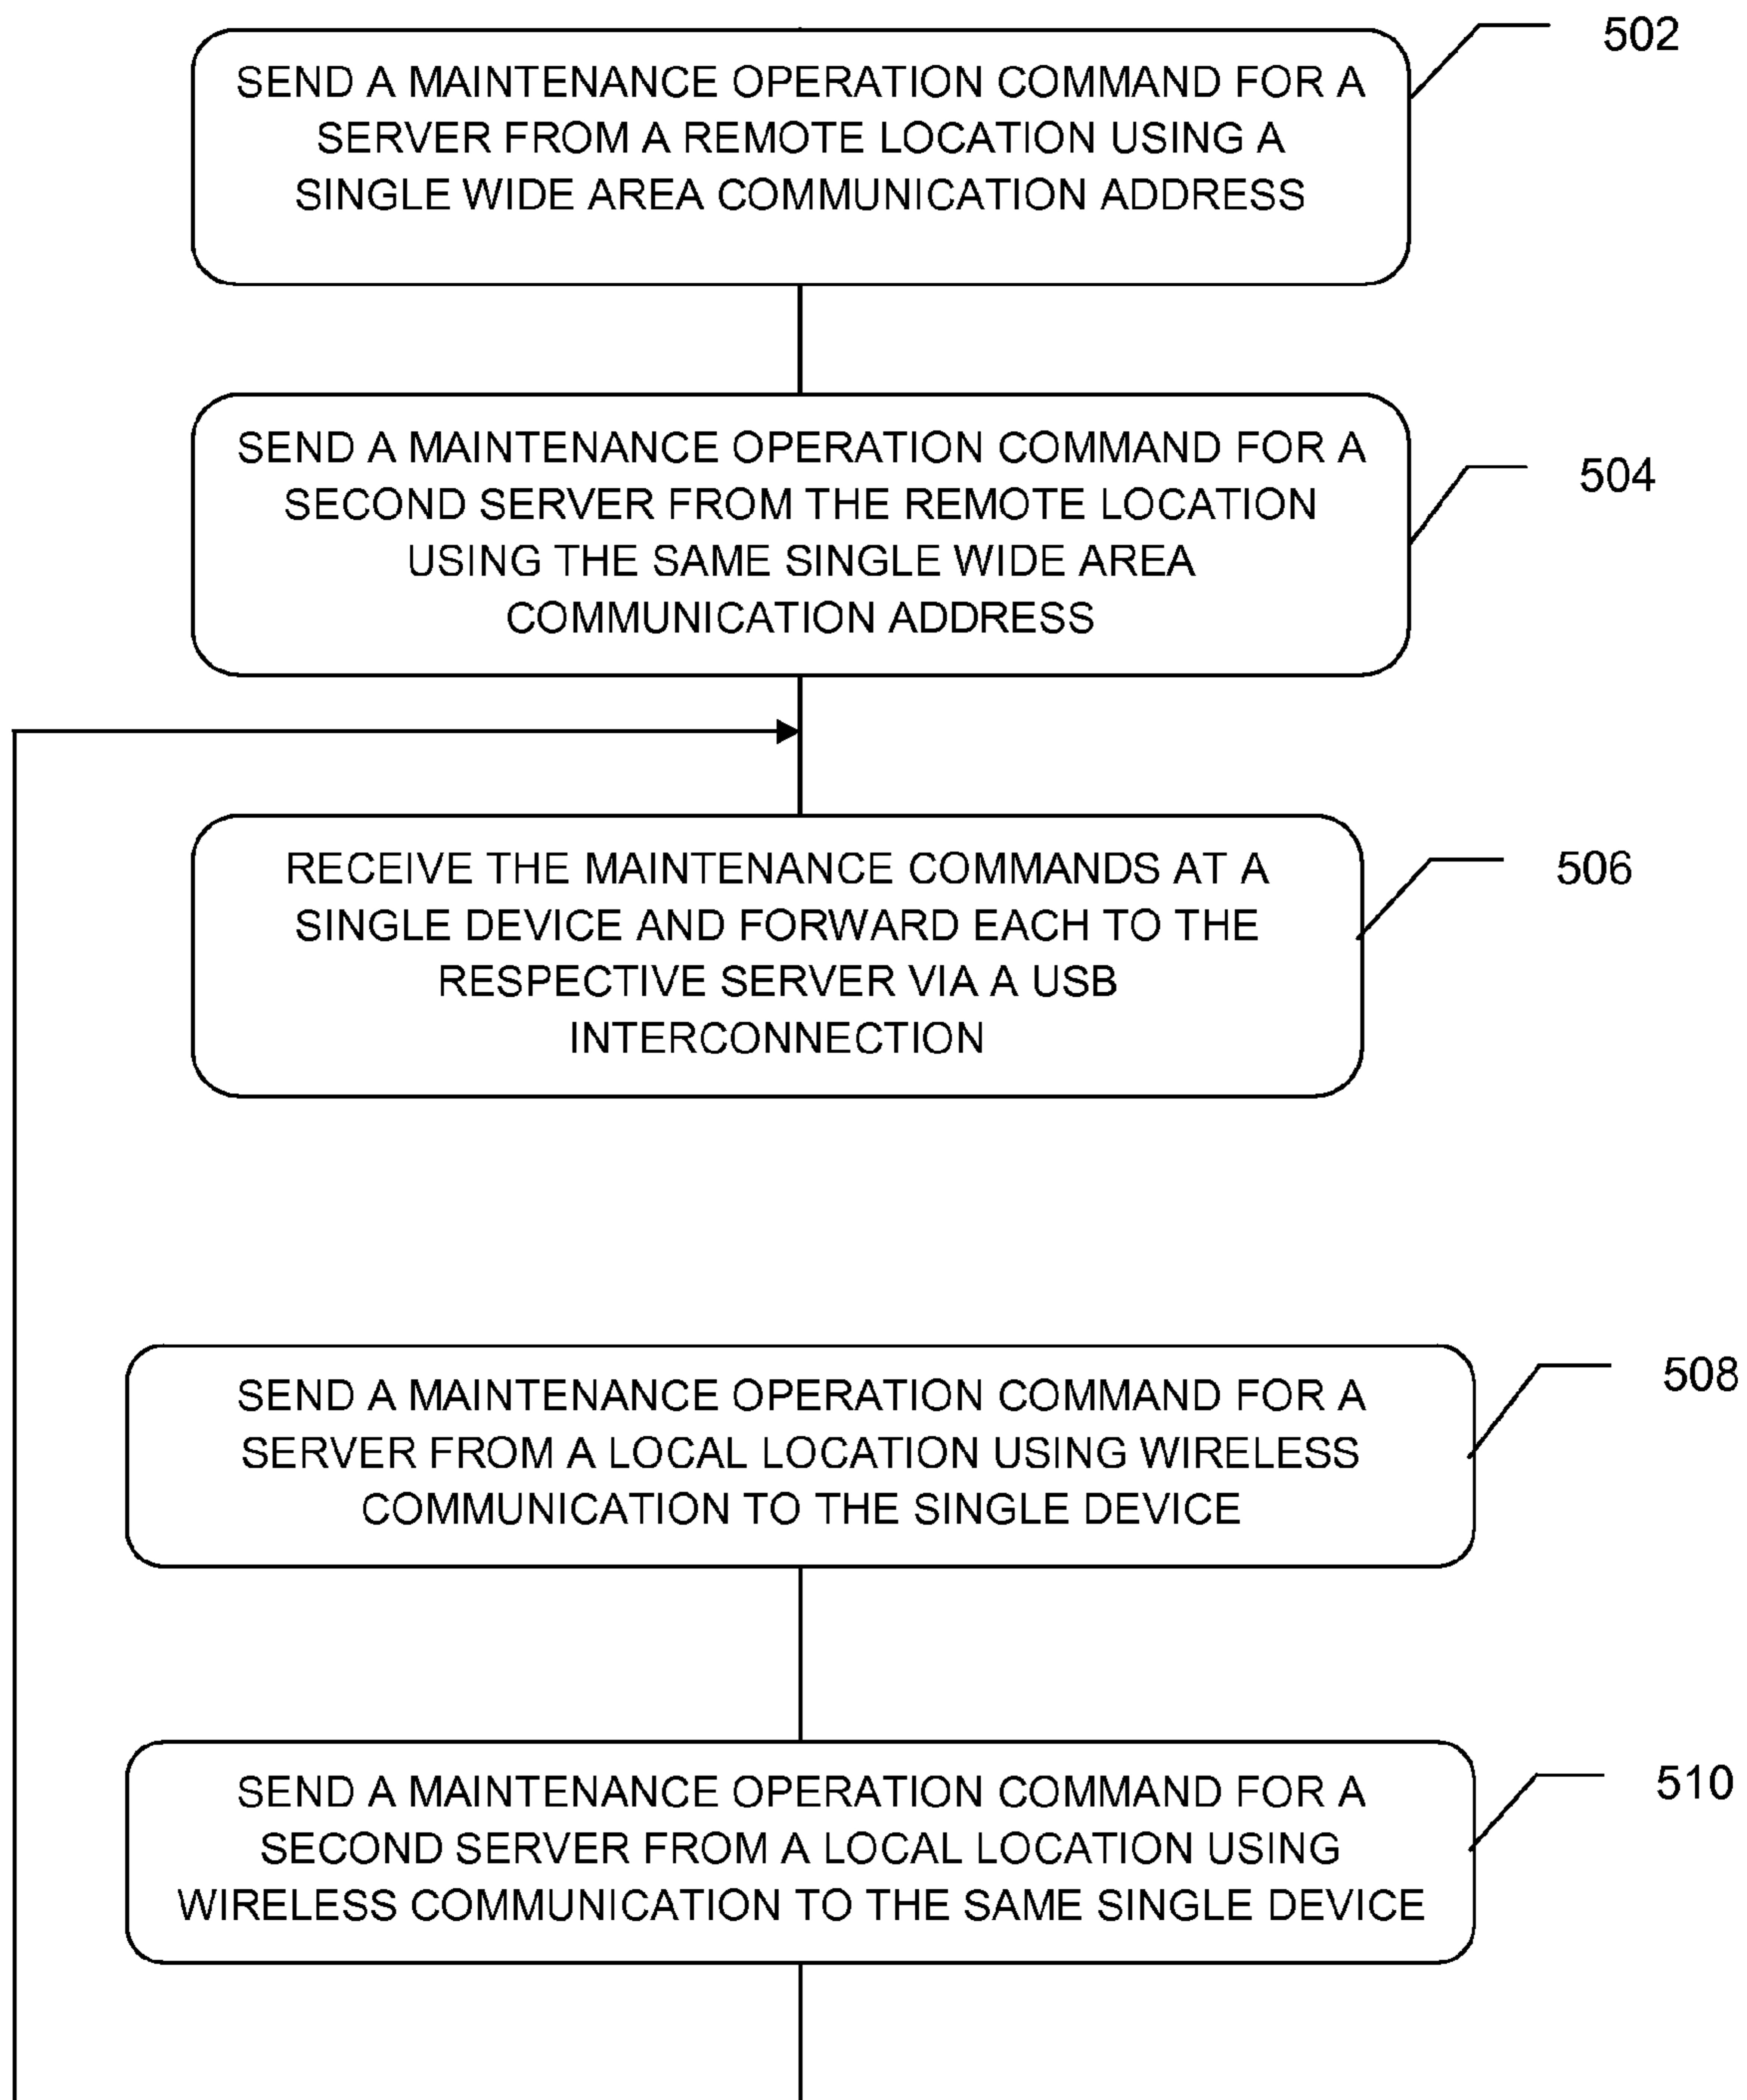 502
SEND A MAINTENANCE OPERATION COMMAND FOR A
SERVER FROM A REMOTE LOCATION USING A
SINGLE WIDE AREA COMMUNICATION ADDRESS
504
SEND A MAINTENANCE OPERATION COMMAND FOR A
SECOND SERVER FROM THE REMOTE LOCATION
USING THE SAME SINGLE WIDE AREA
COMMUNICATION ADDRESS
506
RECEIVE THE MAINTENANCE COMMANDS AT A
SINGLE DEVICE AND FORWARD EACH TO THE
RESPECTIVE SERVER VIA A USB
INTERCONNECTION
508
SEND A MAINTENANCE OPERATION COMMAND FOR A
SERVER FROM A LOCAL LOCATION USING WIRELESS
COMMUNICATION TO THE SINGLE DEVICE
510
SEND A MAINTENANCE OPERATION COMMAND FOR A
SECOND SERVER FROM A LOCAL LOCATION USING
WIRELESS COMMUNICATION TO THE SAME SINGLE DEVICE